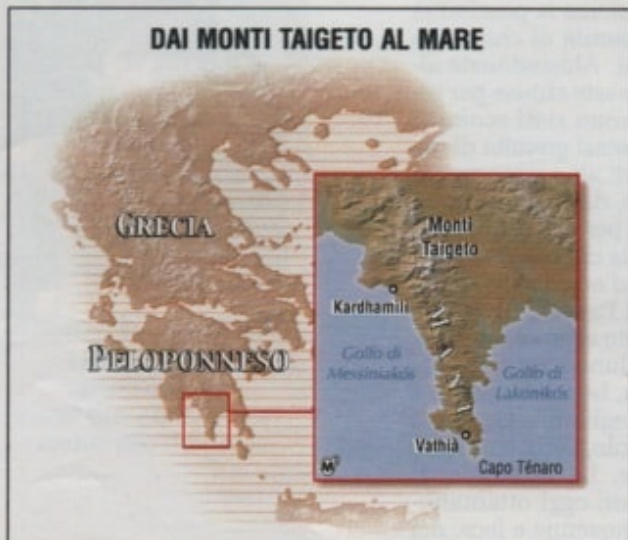 DAI MONTI TAIGETO AL MARE
GRECIA
PELOPONNESO
Monti
Taigeto
Kardhamili
MANI
Golfo di
Messiniakós
Golfo di
Lakonikós
Vathià
Capo Ténaro